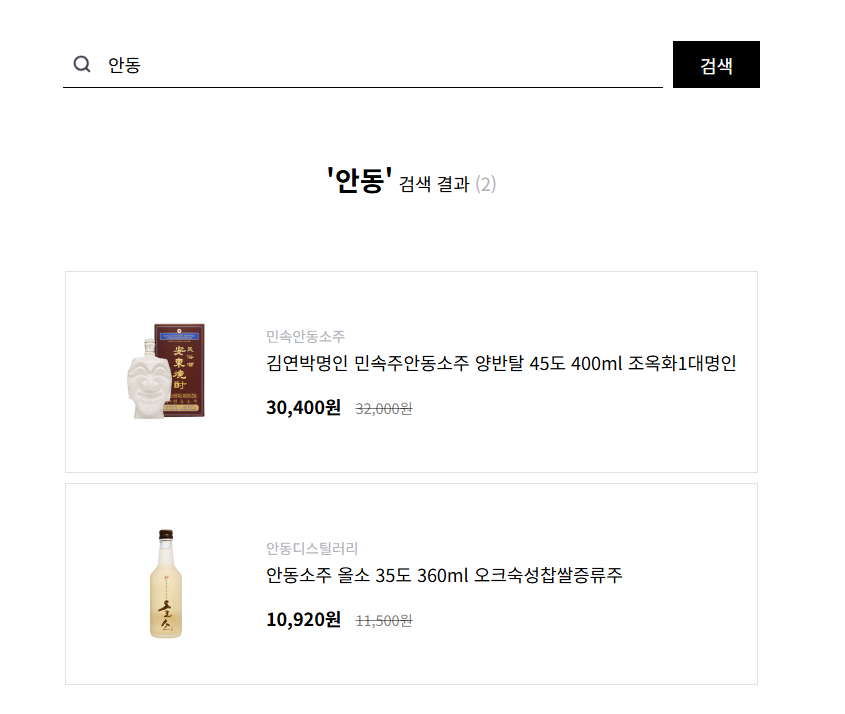 안동
검색
'안동' 검색 결과 (2)
민속안동소주
김연박명인 민속주안동소주 양반탈 45도 400ml 조옥화1대명인
30,400원 32,000원
民俗酒
安東燒酎
안동디스틸러리
안동소주 올소 35도 360ml 오크숙성찹쌀증류주
10,920원 11,500원
올소